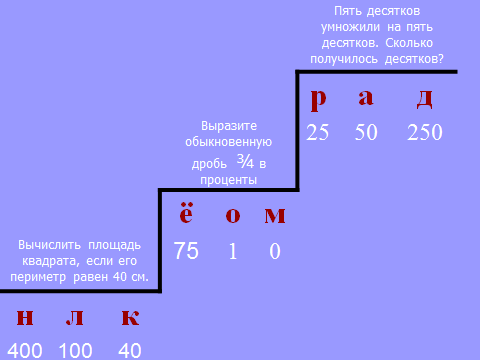 Пять десятков
умножили на пять
десятков. Сколько
получилось десятков?
р а д
25 50 250
Выразите
обыкновенную
дробь ¾ в
проценты
ё о м
75 1 0
Вычислить площадь
квадрата, если его
периметр равен 40 см.
н л к
400 100 40